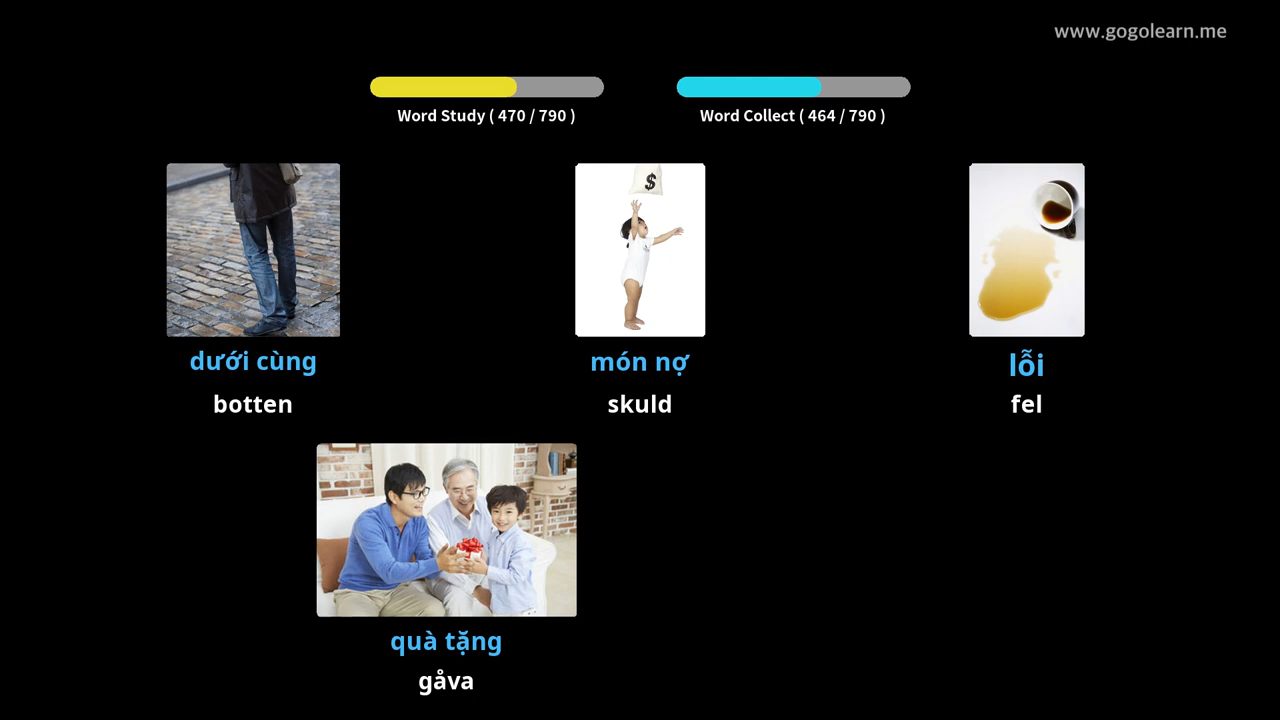 www.gogolearn.me
Word Study ( 470 / 790 )
Word Collect ( 464 / 790 )
$
dưới cùng
món nợ
lỗi
botten
skuld
fel
quà tặng
gåva